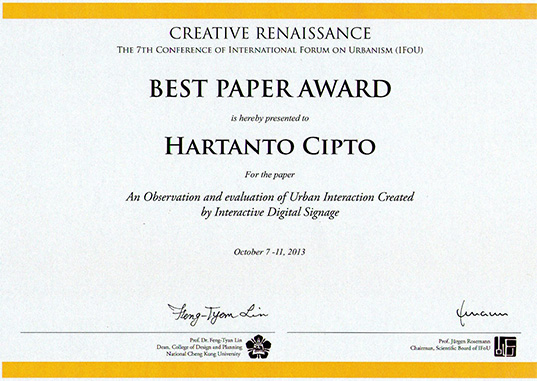 CREATIVE RENAISSANCE
THE 7TH CONFERENCE OF INTERNATIONAL FORUM ON URBANISM (IFOU)
BEST PAPER AWARD
is hereby presented to
HARTANTO CIPTO
For the paper
An Observation and evaluation of Urban Interaction Created
by Interactive Digital Signage
October 7 -11, 2013
Feng-Tyan Lin
Prof. Dr. Feng-Tyan Lin
Dean, College of Design and Planning
National Cheng Kung University
Prof. Jürgen Rosemann
Chairman, Scientific Board of IFoU